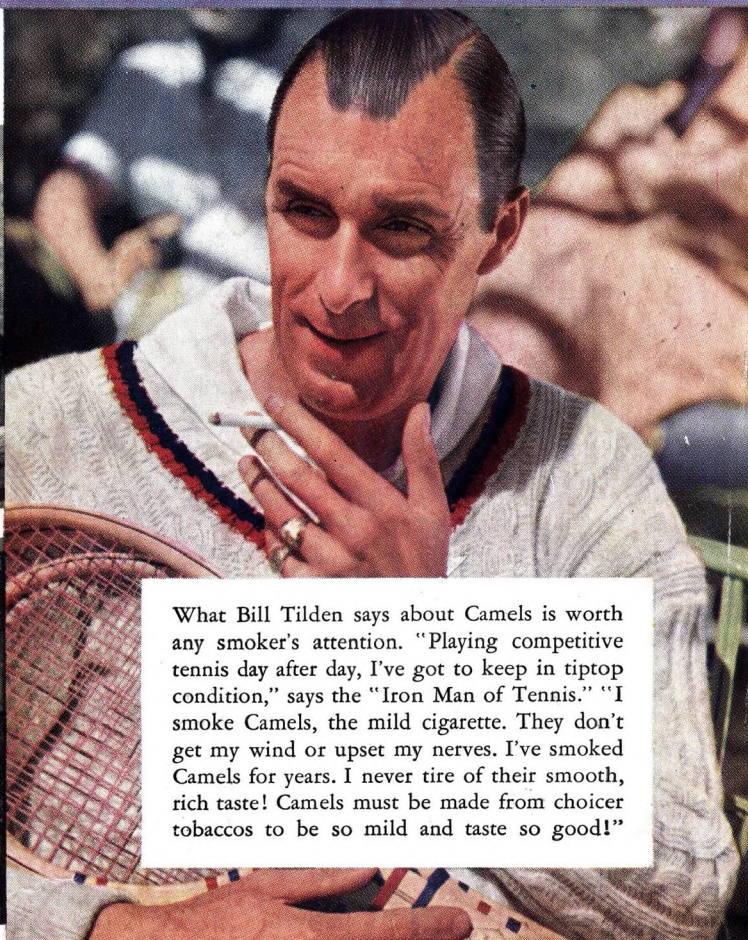 What Bill Tilden says about Camels is worth
any smoker's attention. "Playing competitive
tennis day after day, I've got to keep in tiptop
condition," says the "Iron Man of Tennis." "I
smoke Camels, the mild cigarette. They don't
get my wind or upset my nerves. I've smoked
Camels for years. I never tire of their smooth,
rich taste! Camels must be made from choicer
tobaccos to be so mild and taste so good!"